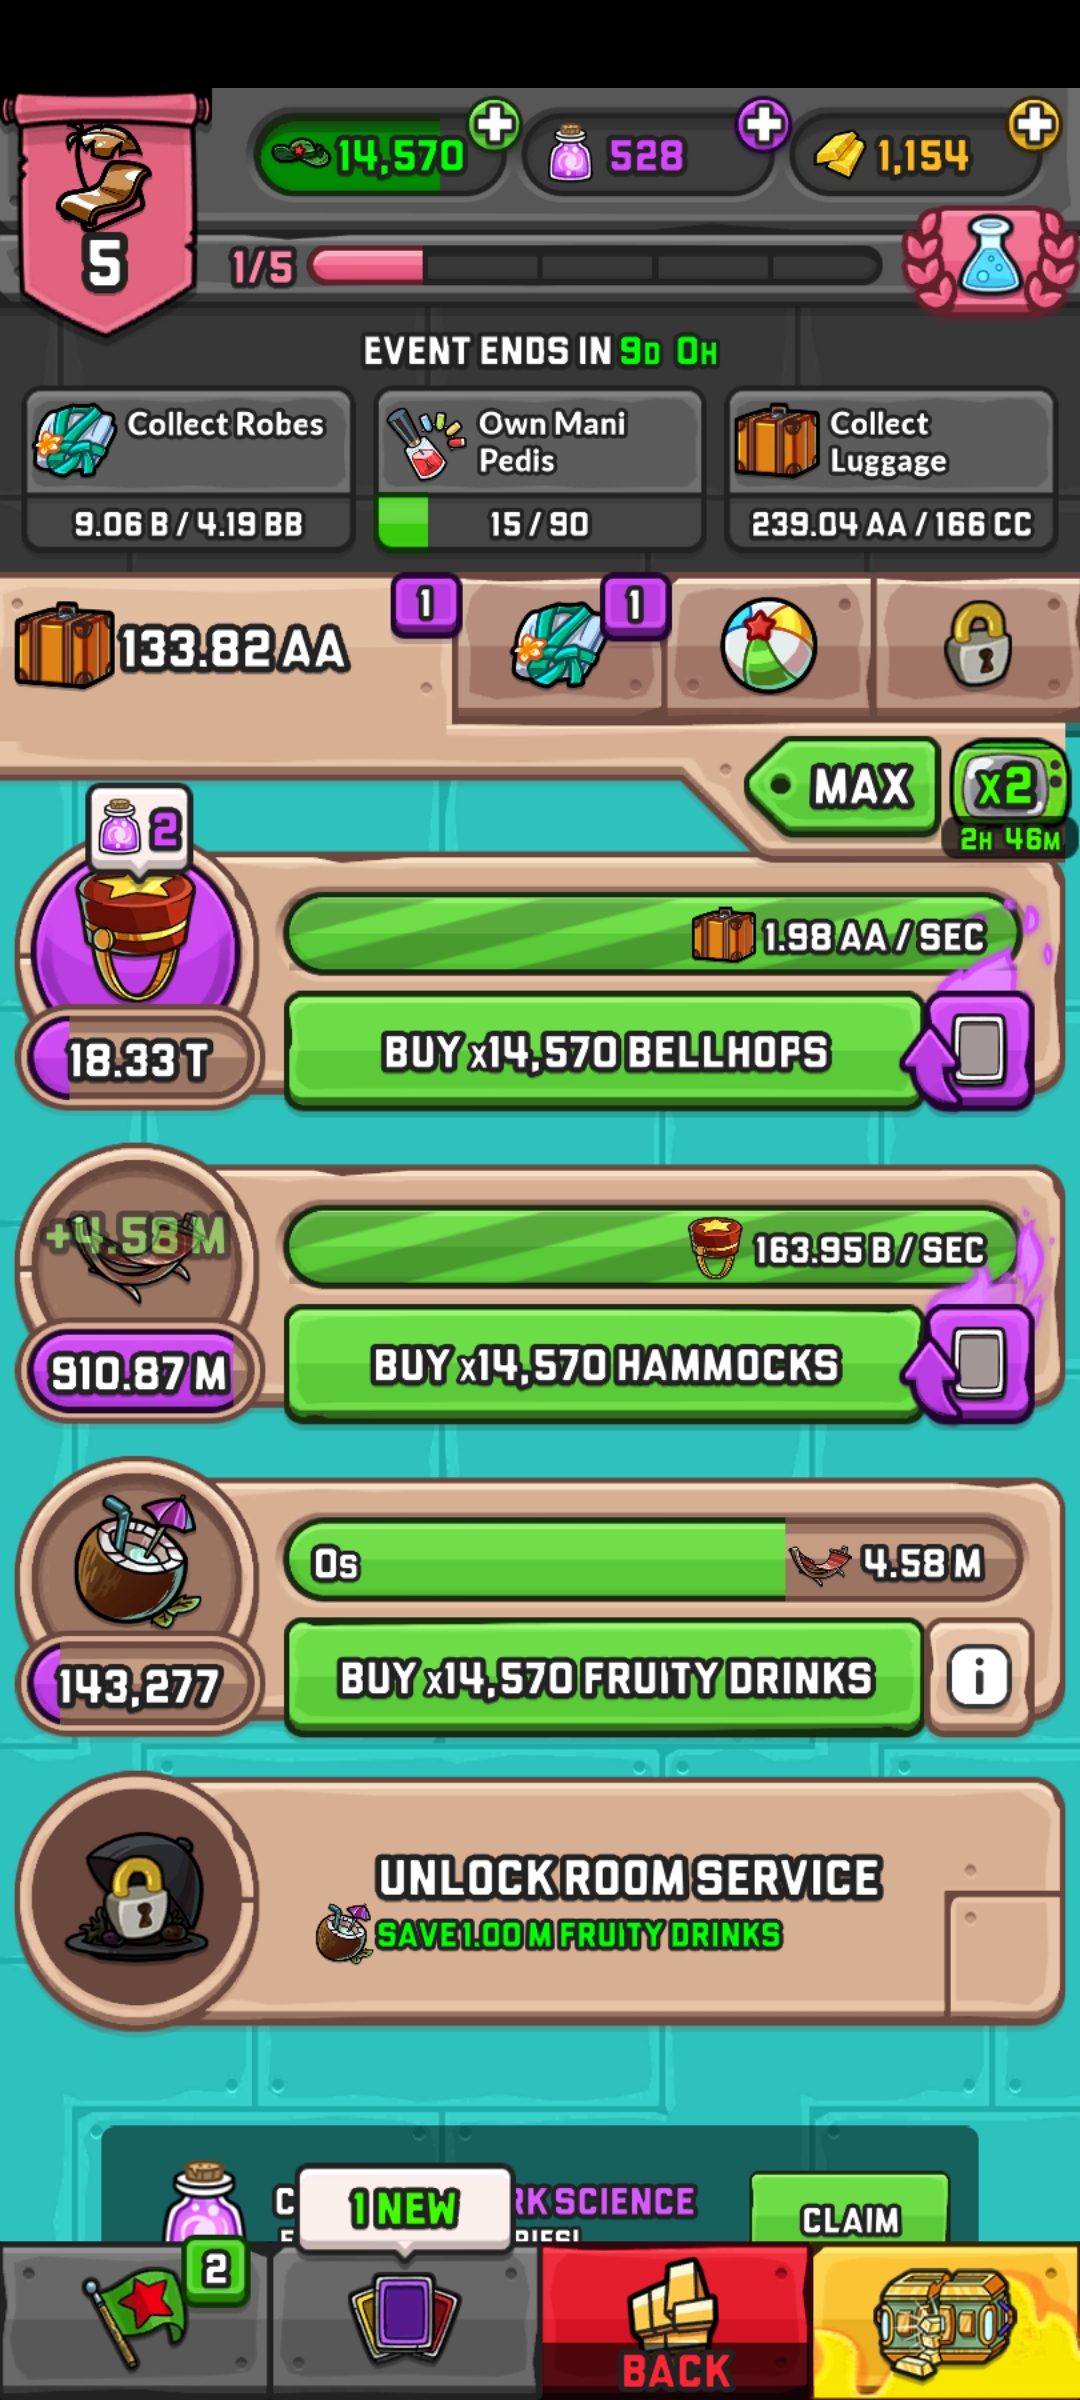 14,570
528
1,154
5
1/5
EVENT ENDS IN 9D 0H
Collect Robes
9.06 B / 4.19 BB
Own Mani
Pedis
15 / 90
Collect
Luggage
239.04 AA / 166 CC
133.82 AA
1
1
MAX
x2
2H 46M
2
1.98 AA / SEC
18.33 T
BUY x14,570 BELLHOPS
+4.58 M
163.95 B / SEC
910.87 M
BUY x14,570 HAMMOCKS
0s
4.58 M
143,277
BUY x14,570 FRUITY DRINKS
i
UNLOCK ROOM SERVICE
SAVE 1.00 M FRUITY DRINKS
1 NEW
SCIENCE
CLAIM
2
BACK